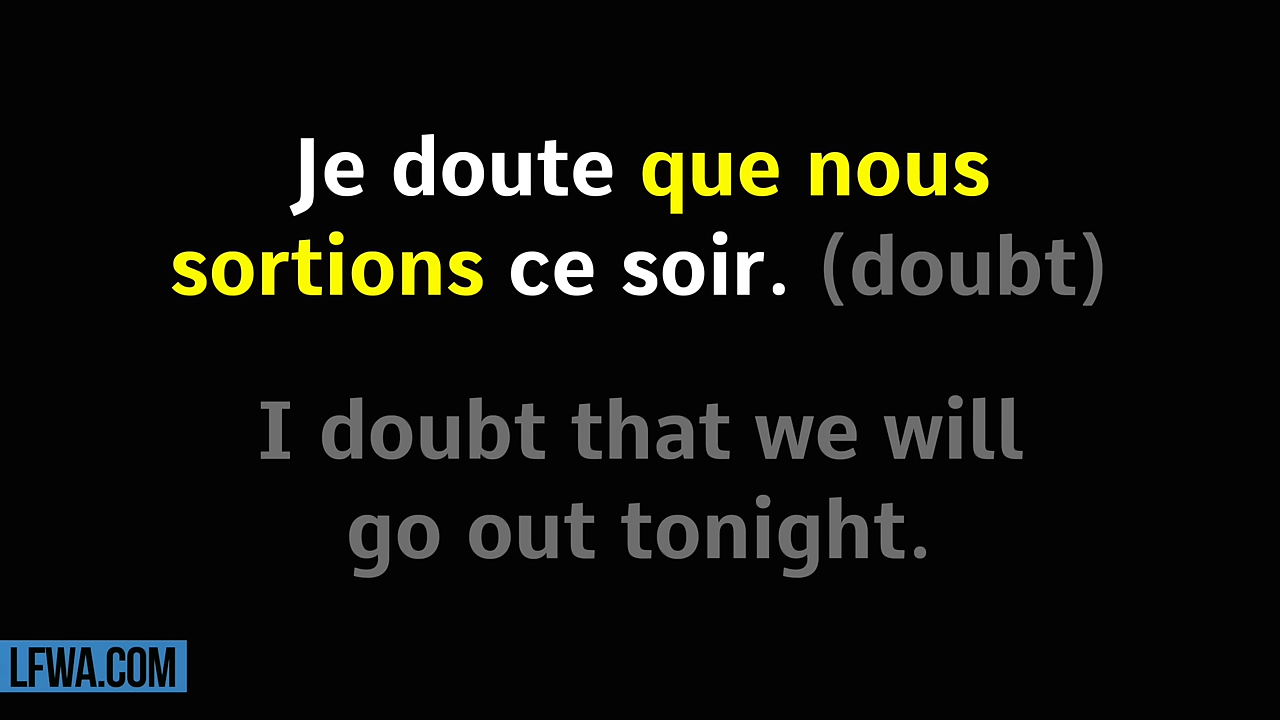 Je doute que nous
sortions ce soir. (doubt)
I doubt that we will
go out tonight.
LFWA.COM